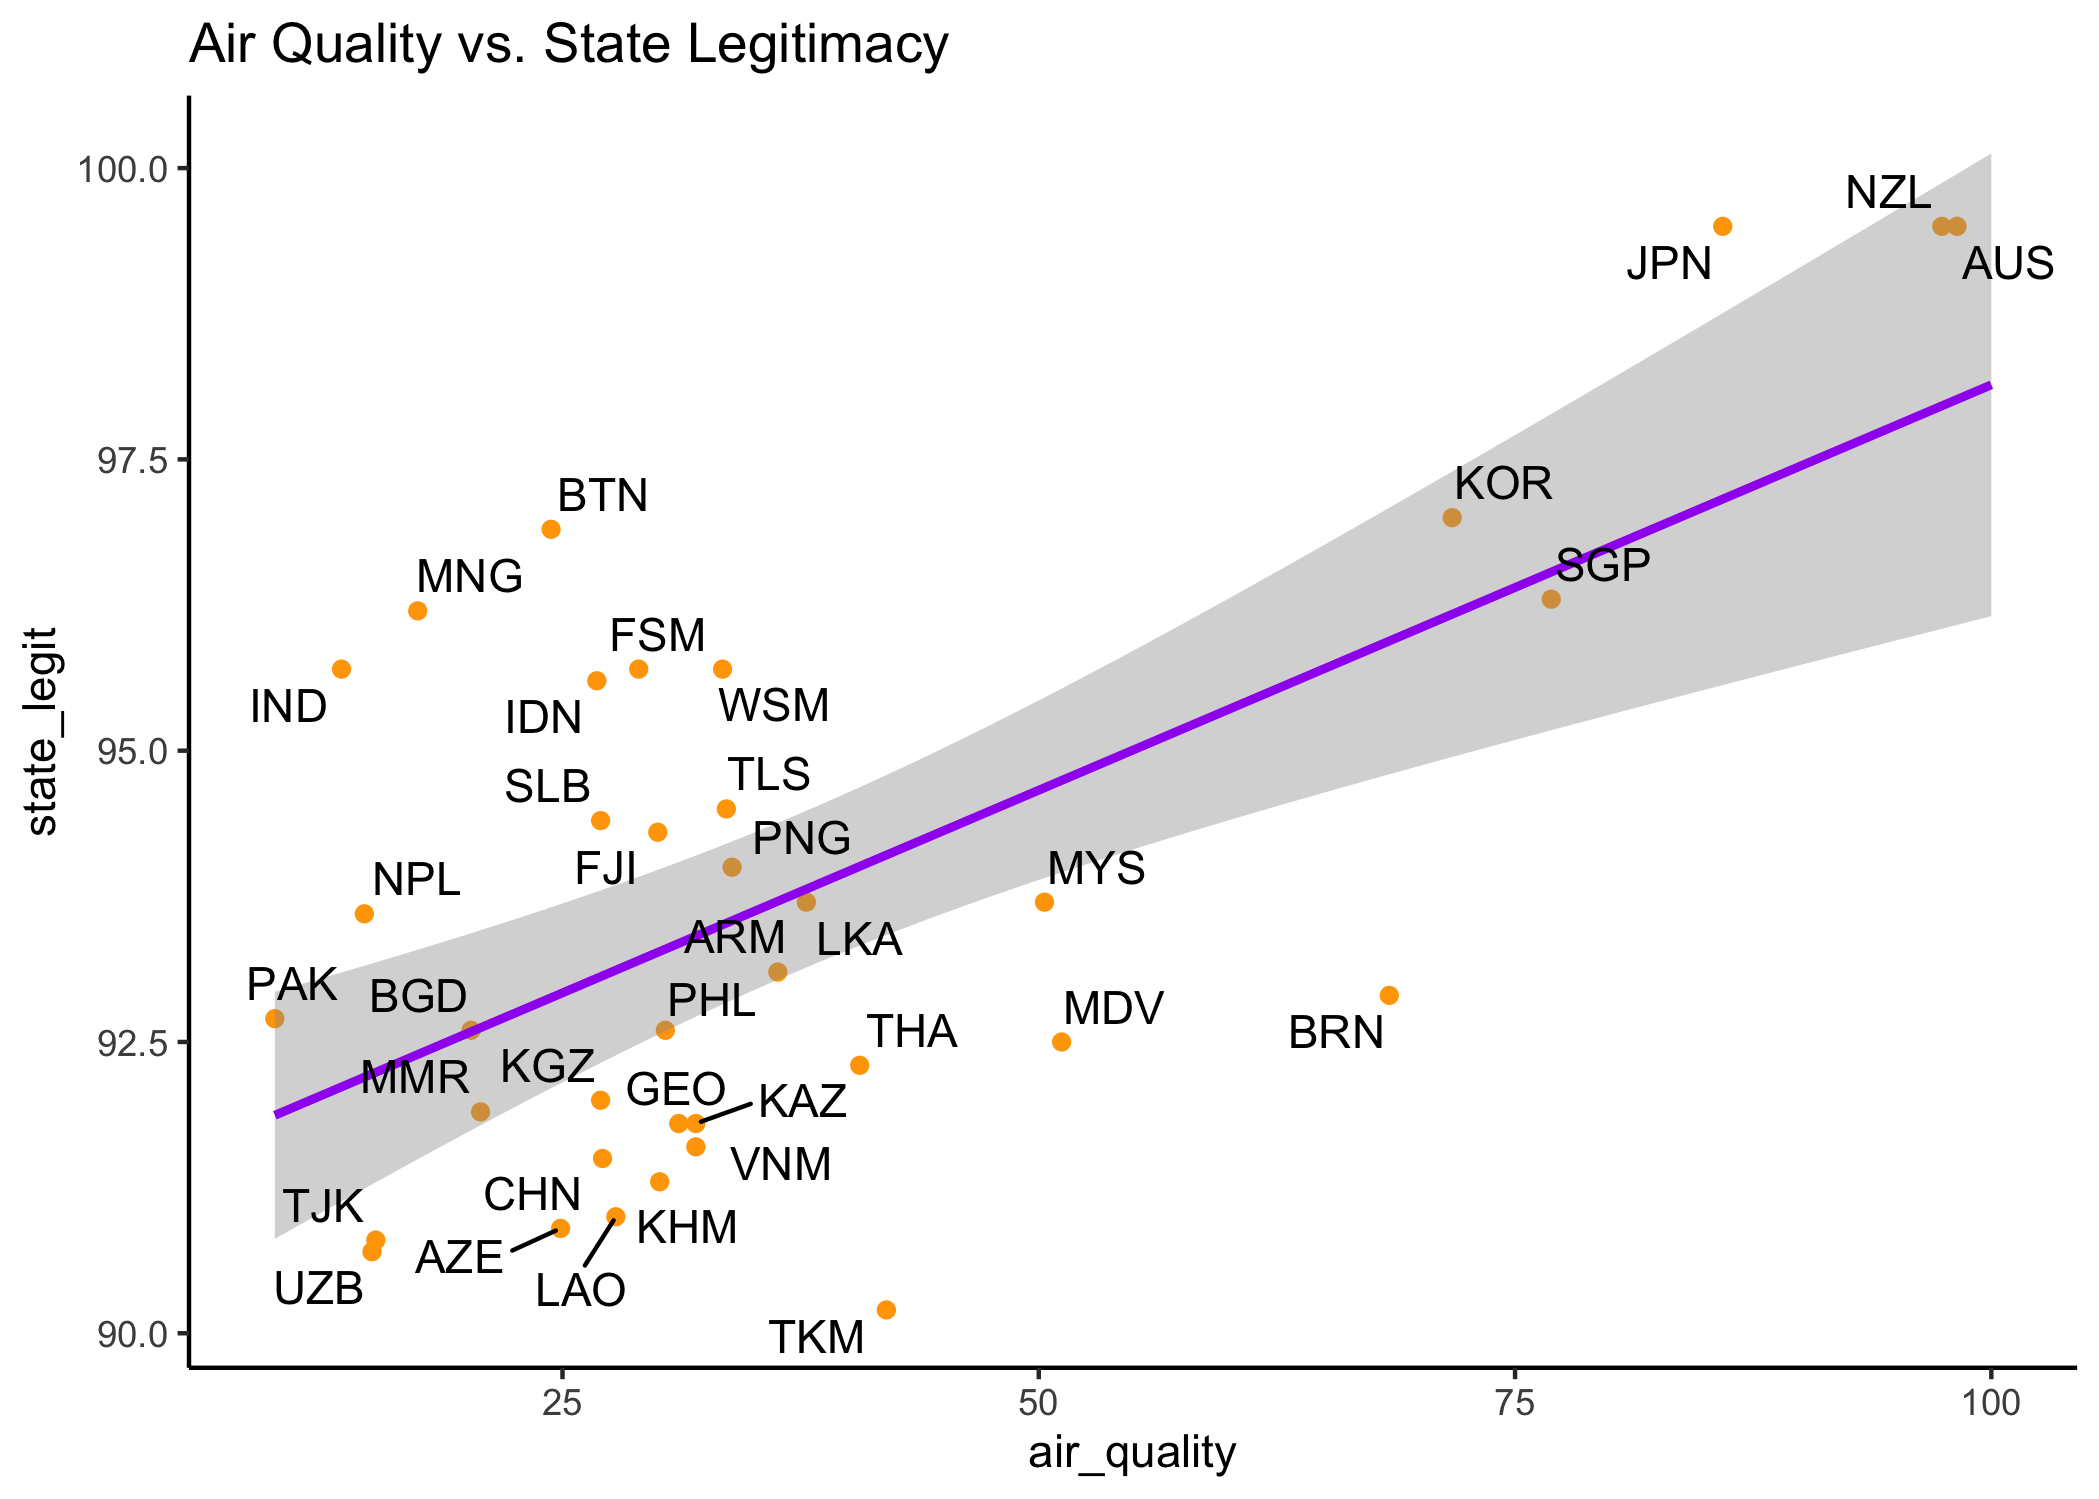 Air Quality vs. State Legitimacy
100.0
97.5
95.0
92.5
90.0
state_legit
NZL
JPN
AUS
KOR
BTN
SGP
MNG
FSM
IND
IDN
WSM
SLB
TLS
PNG
FJI
NPL
MYS
ARM
LKA
PAK
BGD
PHL
MDV
THA
BRN
MMR
KGZ
GEO
KAZ
VNM
CHN
TJK
KHM
AZE
UZB
LAO
TKM
25
50
75
100
air_quality